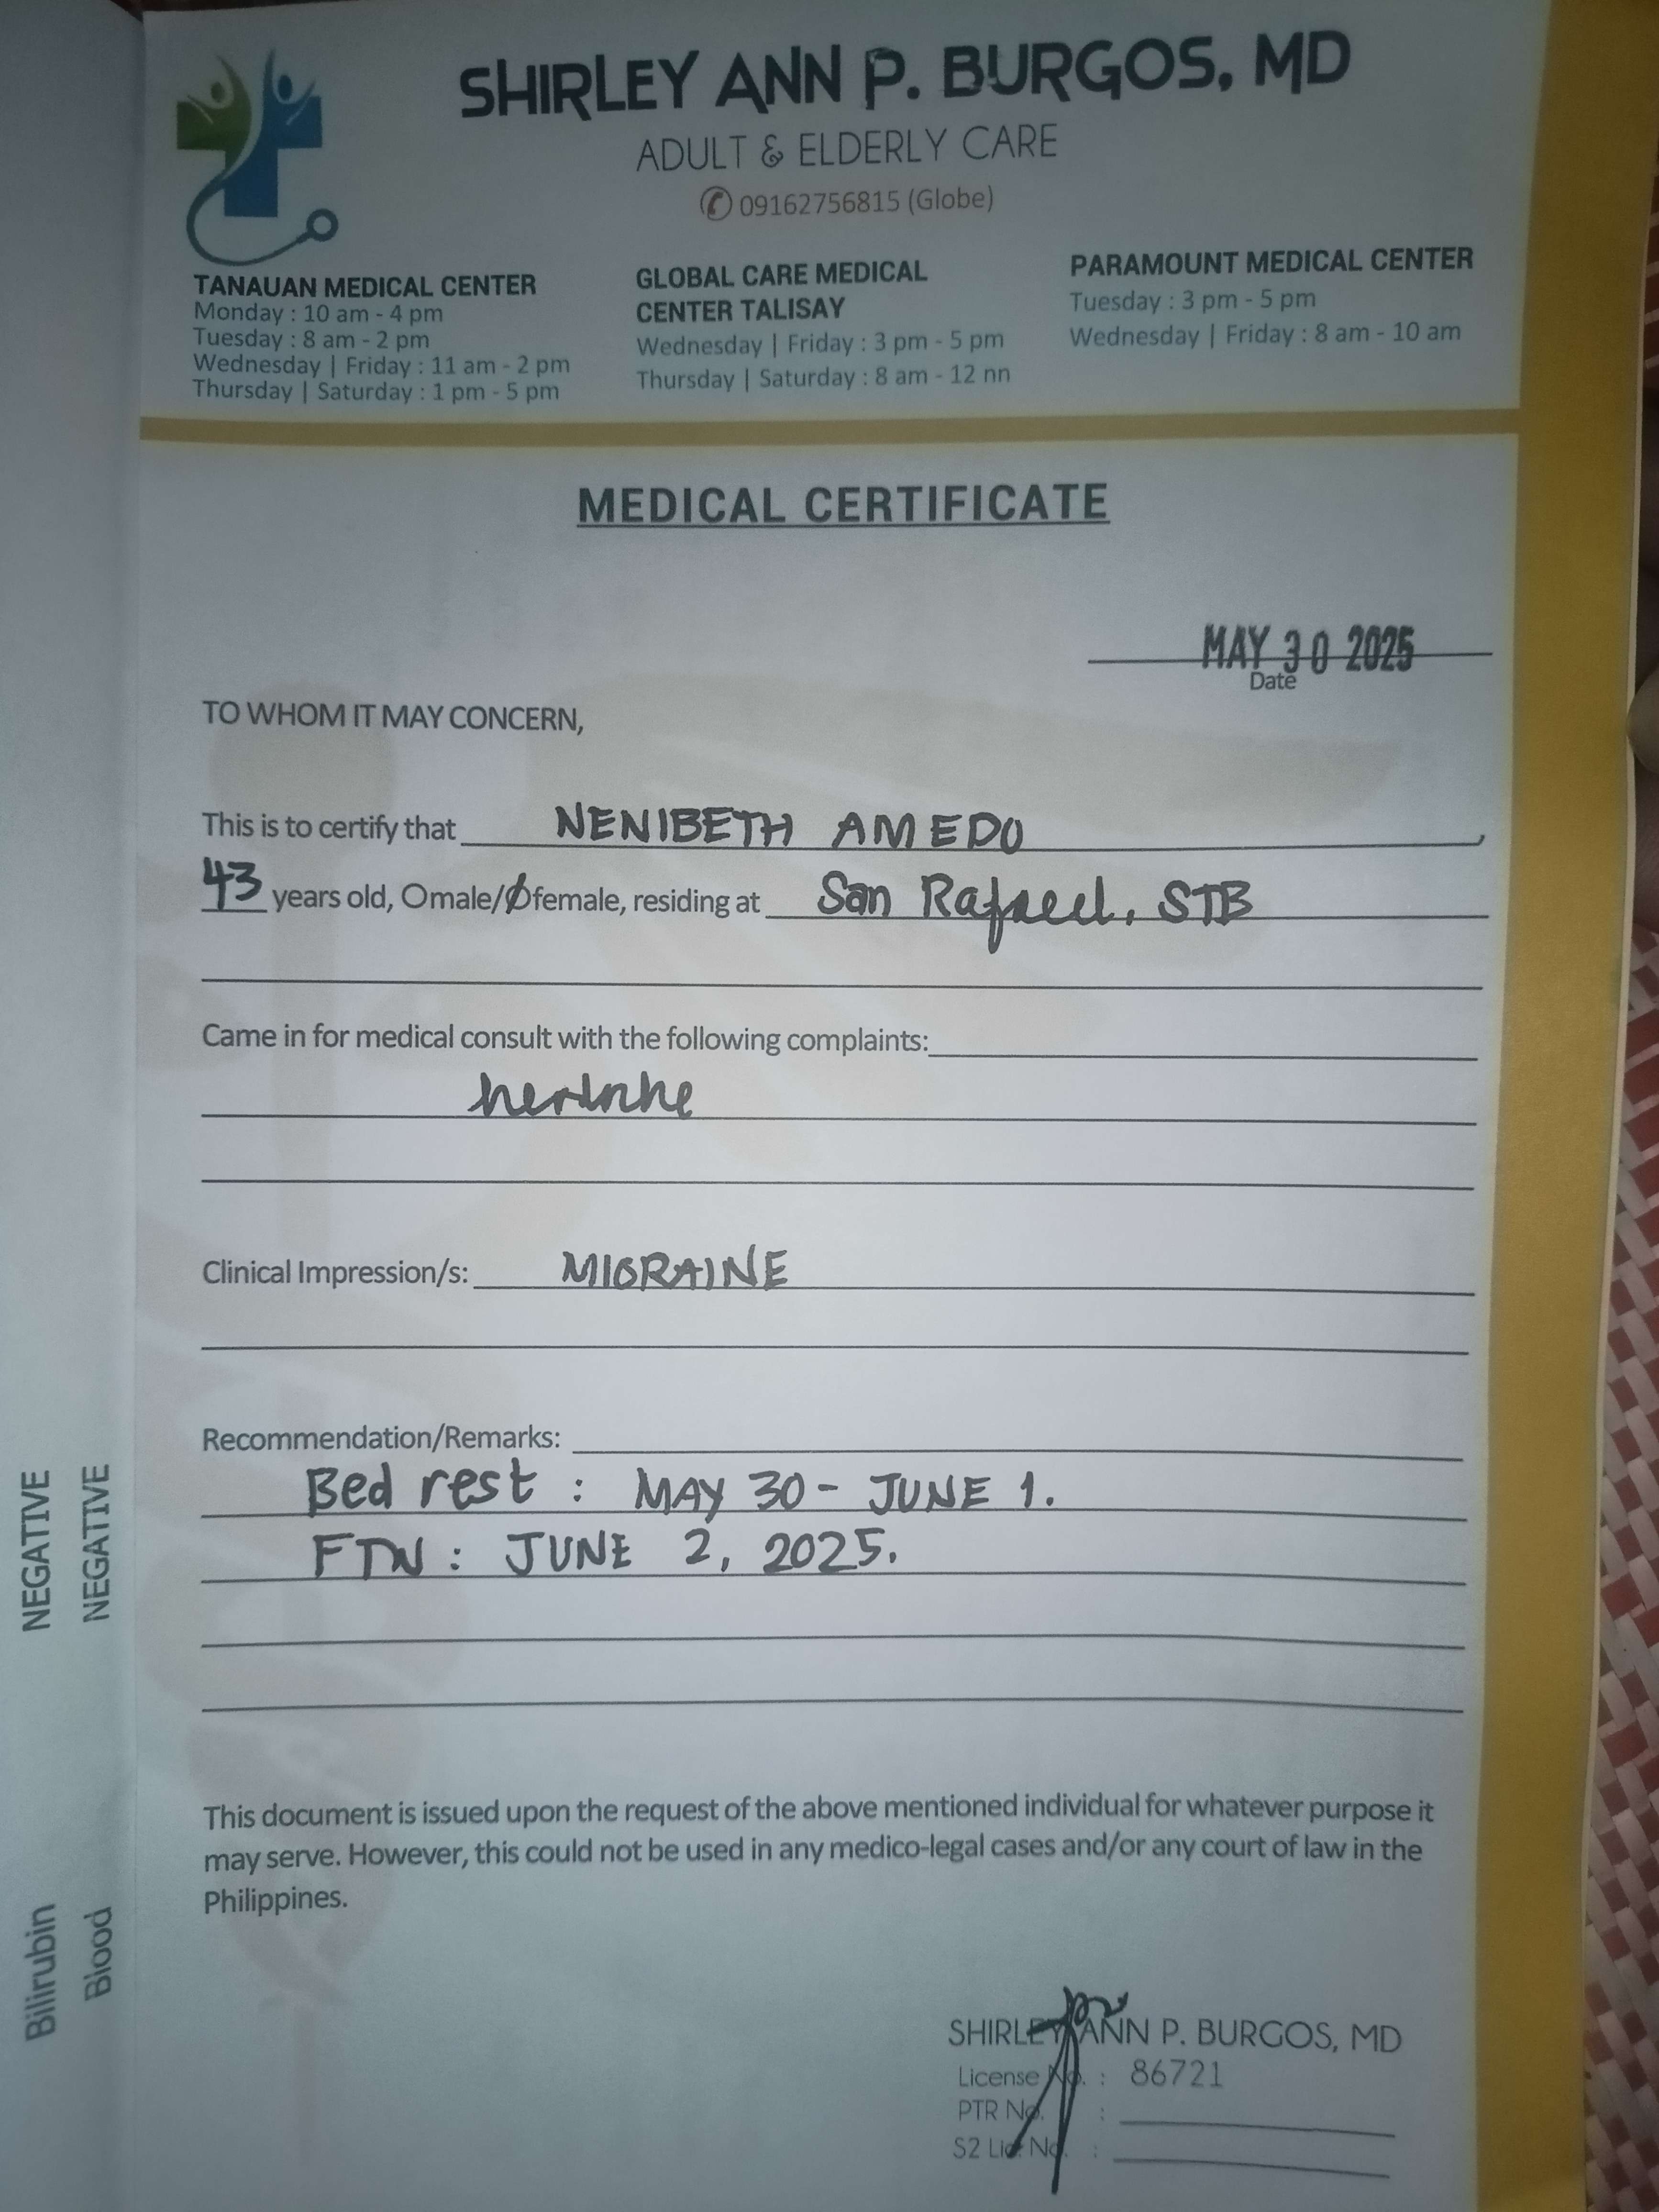 SHIRLEY ANN P. BURGOS, MD
ADULT & ELDERLY CARE
09162756815 (Globe)
TANAUAN MEDICAL CENTER
Monday : 10 am - 4 pm
Tuesday : 8 am - 2 pm
Wednesday | Friday : 11 am - 2 pm
Thursday | Saturday : 1 pm - 5 pm
GLOBAL CARE MEDICAL
CENTER TALISAY
Wednesday | Friday : 3 pm - 5 pm
Thursday | Saturday : 8 am - 12 nn
PARAMOUNT MEDICAL CENTER
Tuesday : 3 pm - 5 pm
Wednesday | Friday : 8 am - 10 am
MEDICAL CERTIFICATE
MAY 30 2025
Date
TO WHOM IT MAY CONCERN,
This is to certify that NENIBETH AMEDO,
43 years old, Omale/Ofemale, residing at San Rafael, STB
Came in for medical consult with the following complaints:
Clinical Impression/s: MIGRAINE
Recommendation/Remarks:
Bed rest : MAY 30 - JUNE 1.
FTW : JUNE 2, 2025.
This document is issued upon the request of the above mentioned individual for whatever purpose it
may serve. However, this could not be used in any medico-legal cases and/or any court of law in the
Philippines.
SHIRLEY ANN P. BURGOS, MD
License No. : 86721
PTR No. :
S2 Lic. No. :
Bilirubin NEGATIVE
Blood NEGATIVE